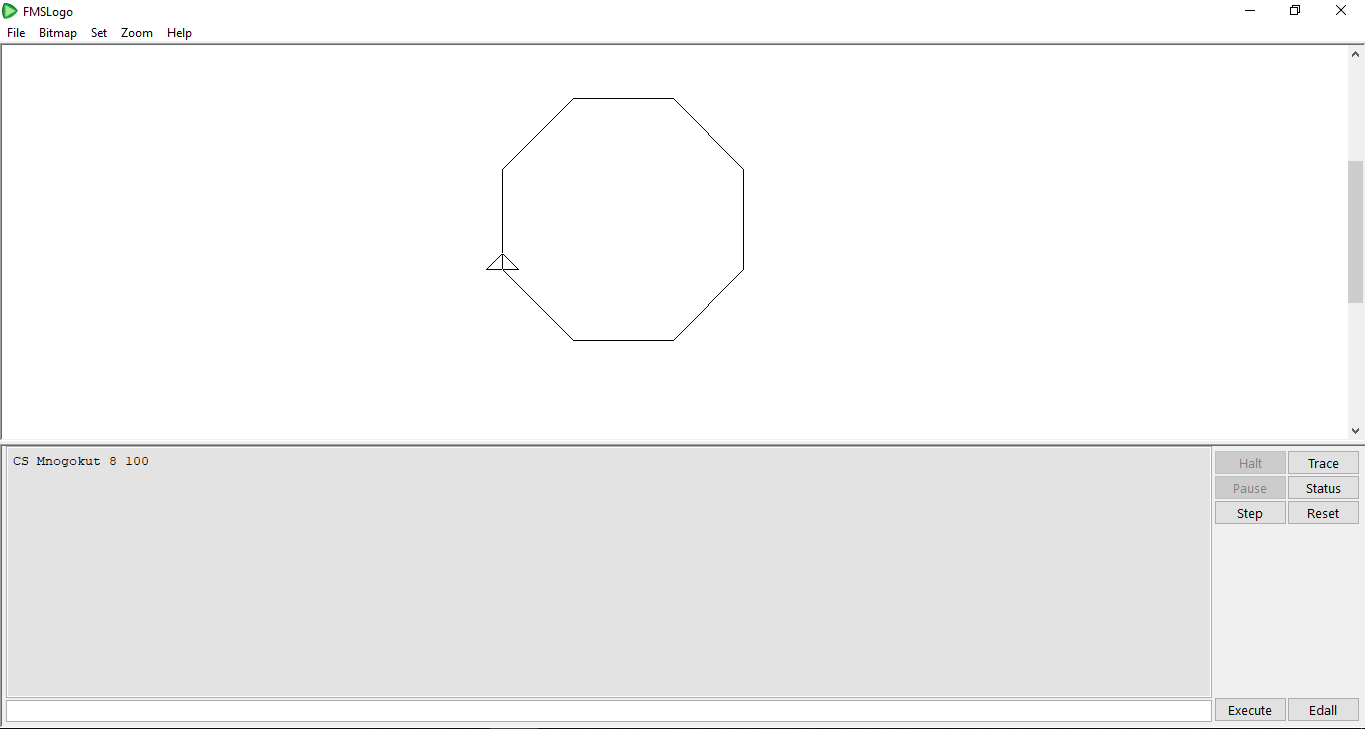 FMSLogo
File Bitmap Set Zoom Help
CS Mnogokut 8 100
Halt Trace
Pause Status
Step Reset
Execute Edall